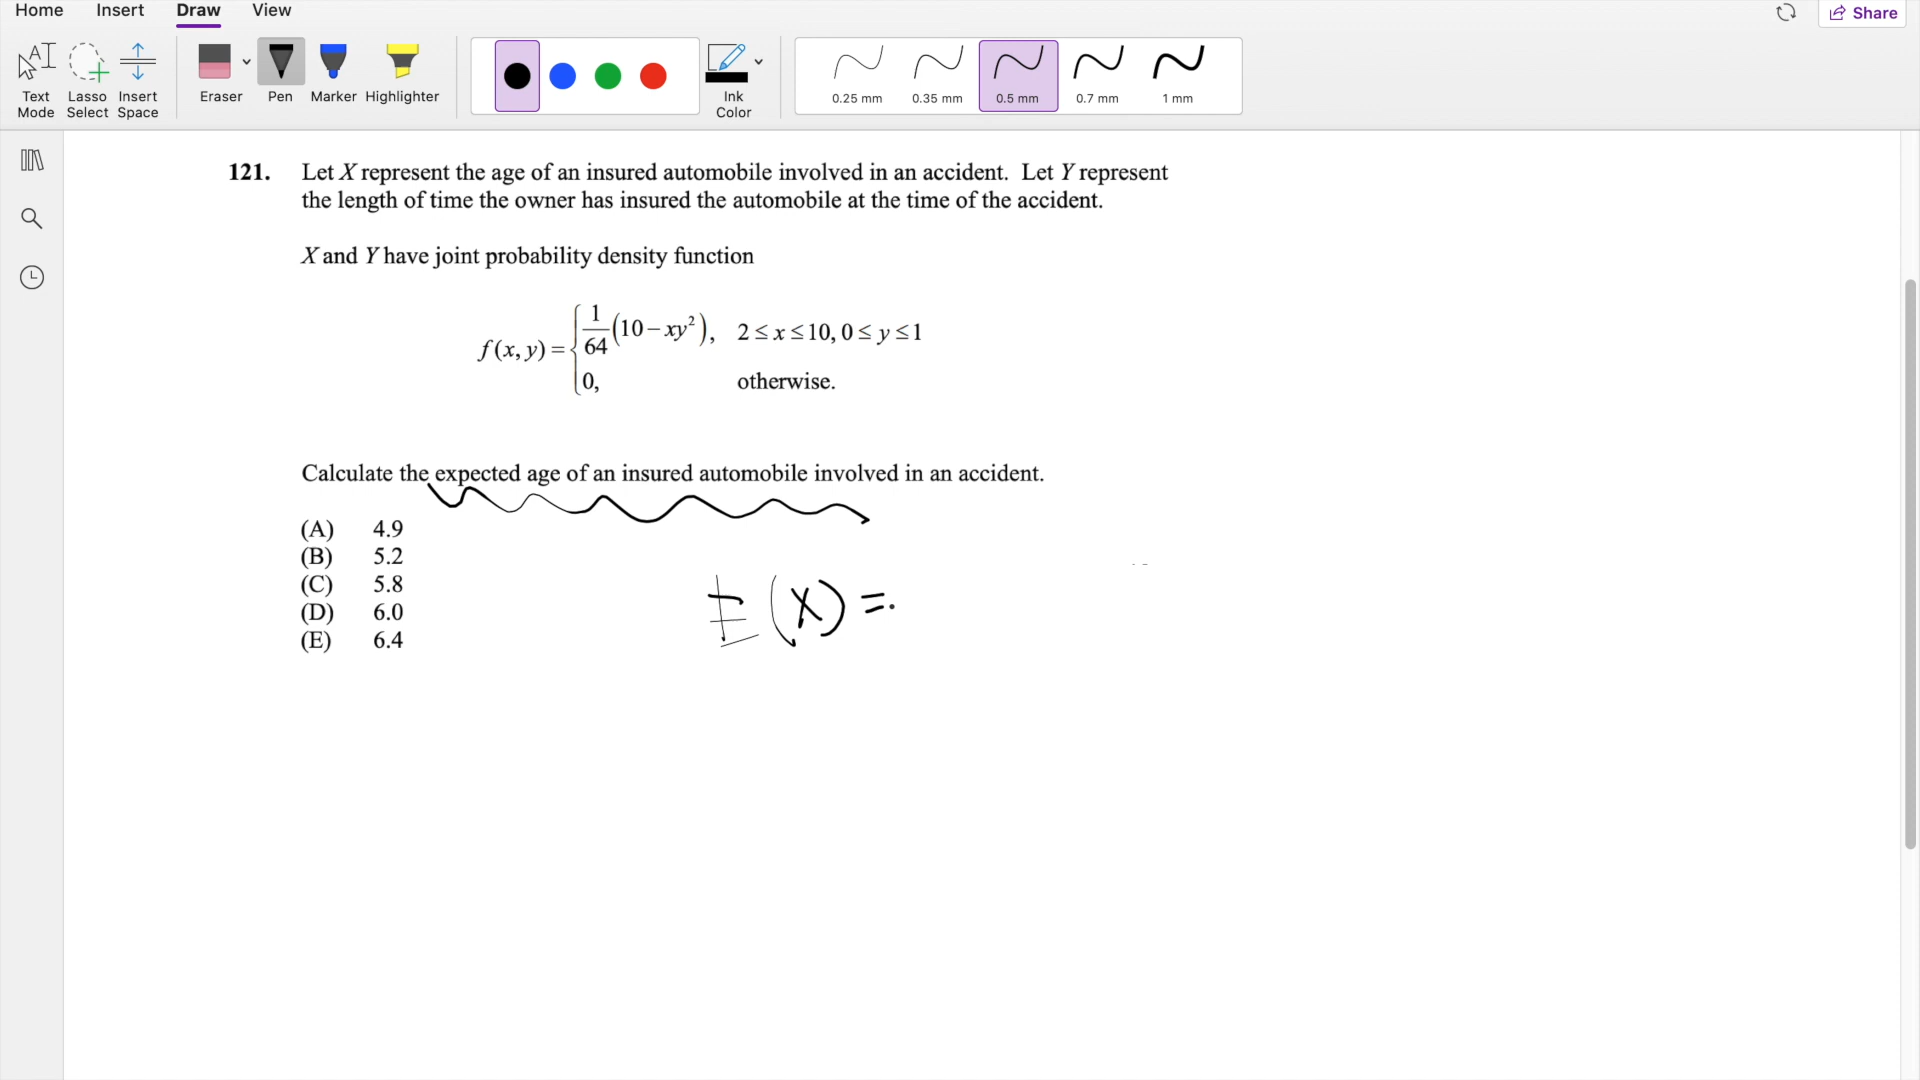 Home Insert Draw View Share
Text Mode Lasso Select Insert Space Eraser Pen Marker Highlighter Ink Color 0.25 mm 0.35 mm 0.5 mm 0.7 mm 1 mm
121. Let X represent the age of an insured automobile involved in an accident. Let Y represent
the length of time the owner has insured the automobile at the time of the accident.
X and Y have joint probability density function
f(x, y) = { 1/64 (10 − xy²), 2 ≤ x ≤ 10, 0 ≤ y ≤ 1
0, otherwise.
Calculate the expected age of an insured automobile involved in an accident.
(A) 4.9
(B) 5.2
(C) 5.8
(D) 6.0
(E) 6.4
E(X) =